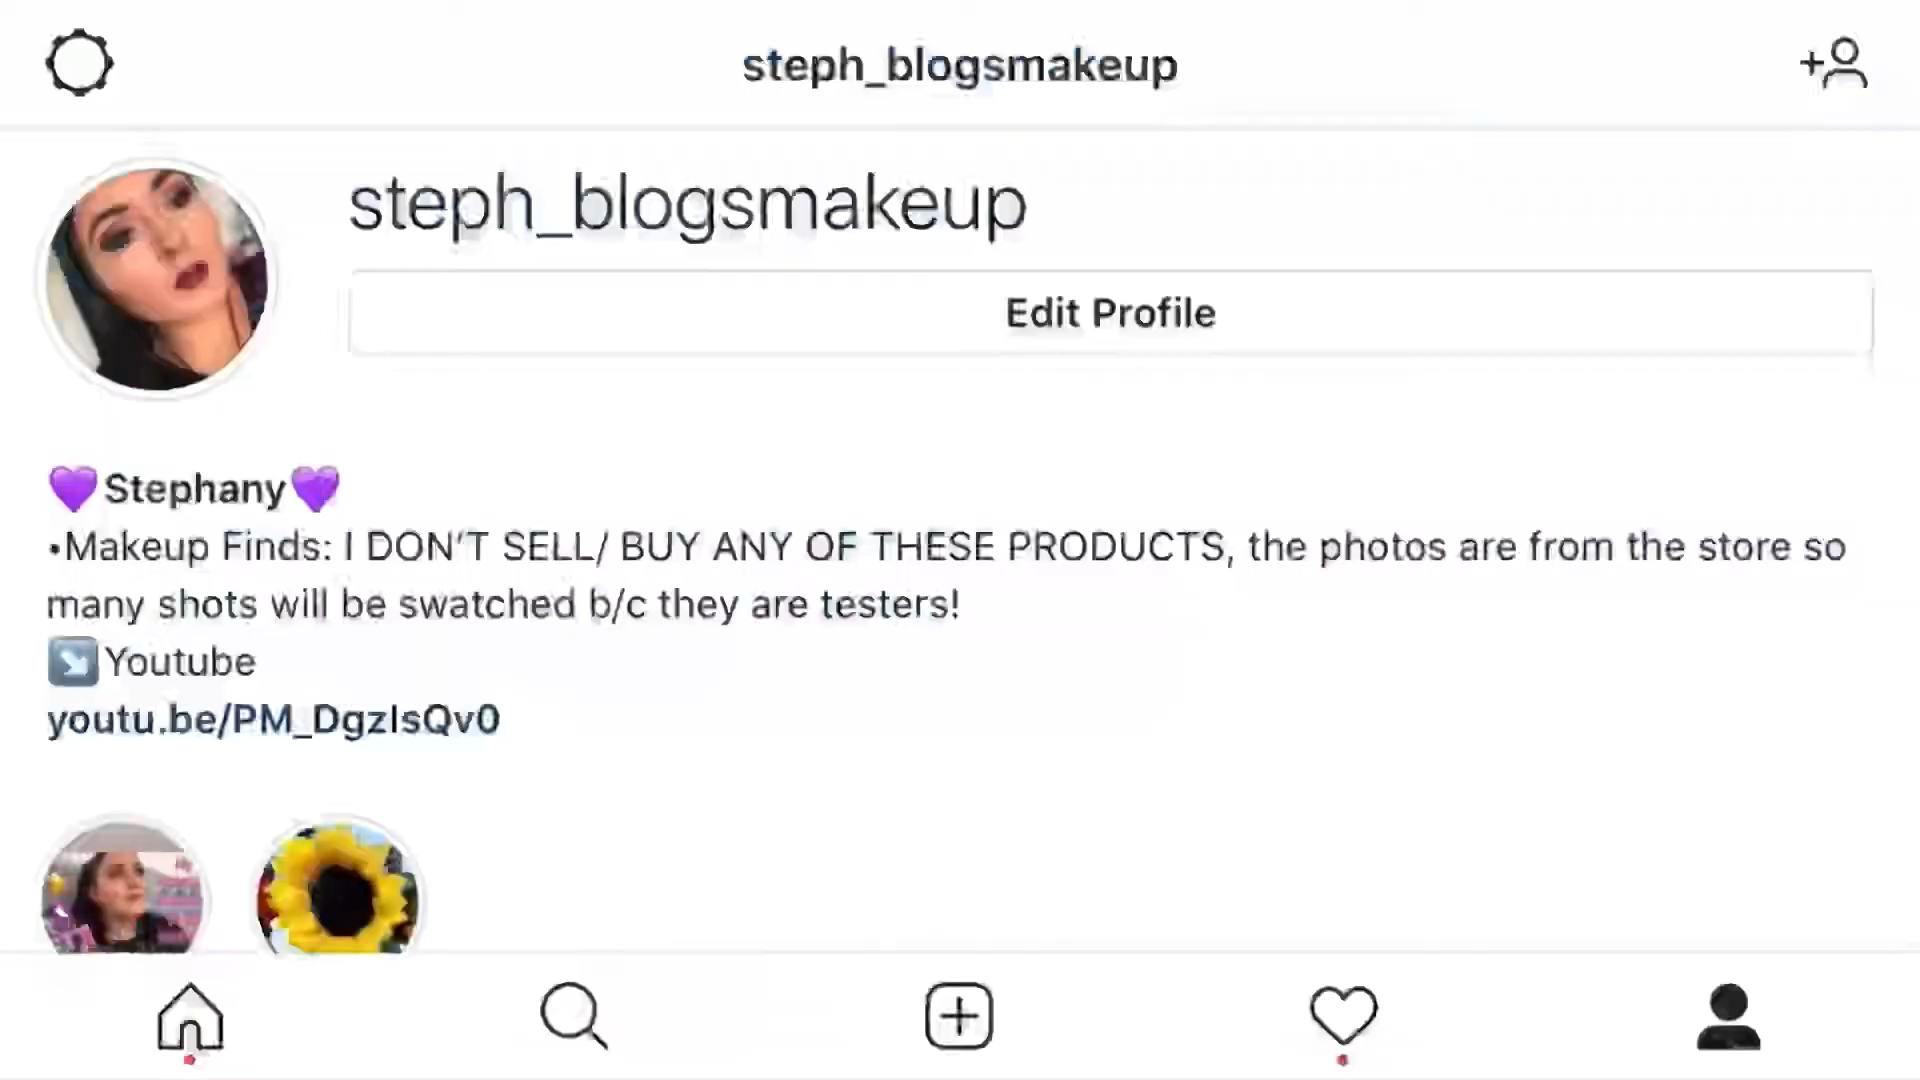 steph_blogsmakeup
steph_blogsmakeup
Edit Profile
💜Stephany💜
•Makeup Finds: I DON'T SELL/ BUY ANY OF THESE PRODUCTS, the photos are from the store so
many shots will be swatched b/c they are testers!
↘️Youtube
youtu.be/PM_DgzIsQv0